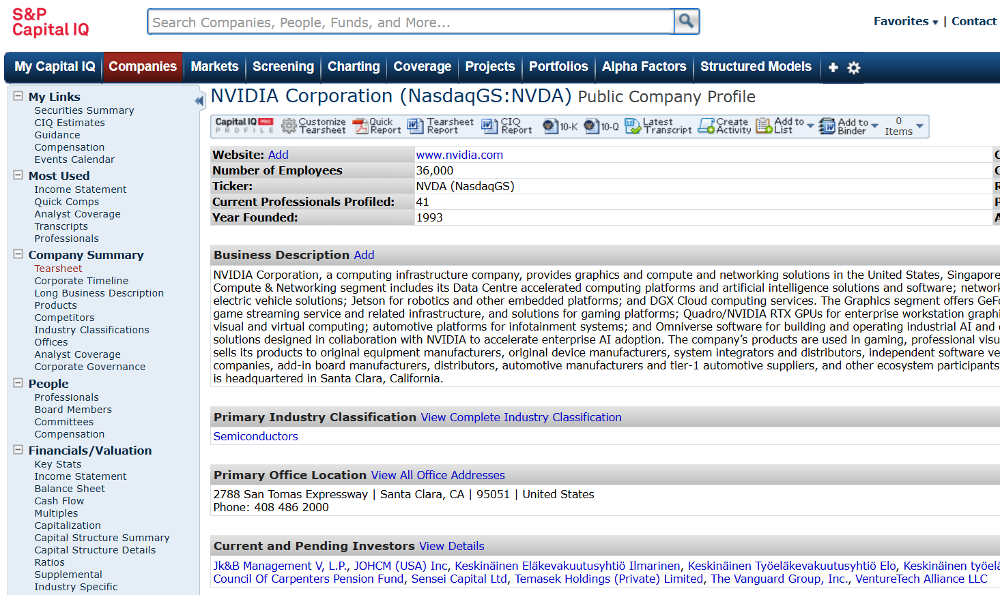 S&P
Capital IQ
Search Companies, People, Funds, and More...
Favorites | Contact
My Capital IQ Companies Markets Screening Charting Coverage Projects Portfolios Alpha Factors Structured Models
My Links
Securities Summary
CIQ Estimates
Guidance
Compensation
Events Calendar
Most Used
Income Statement
Quick Comps
Analyst Coverage
Transcripts
Professionals
Company Summary
Tearsheet
Corporate Timeline
Long Business Description
Products
Competitors
Industry Classifications
Offices
Analyst Coverage
Corporate Governance
People
Professionals
Board Members
Committees
Compensation
Financials/Valuation
Key Stats
Income Statement
Balance Sheet
Cash Flow
Multiples
Capitalization
Capital Structure Summary
Capital Structure Details
Ratios
Supplemental
Industry Specific
NVIDIA Corporation (NasdaqGS:NVDA) Public Company Profile
Capital IQ PRO PROFILE Customize Tearsheet Quick Report Tearsheet Report CIQ Report 10-K 10-Q Latest Transcript Create Activity Add to List Add to Binder 0 Items
Website: Add www.nvidia.com
Number of Employees 36,000
Ticker: NVDA (NasdaqGS)
Current Professionals Profiled: 41
Year Founded: 1993
Business Description Add
NVIDIA Corporation, a computing infrastructure company, provides graphics and compute and networking solutions in the United States, Singapore
Compute & Networking segment includes its Data Centre accelerated computing platforms and artificial intelligence solutions and software; network
electric vehicle solutions; Jetson for robotics and other embedded platforms; and DGX Cloud computing services. The Graphics segment offers GeFo
game streaming service and related infrastructure, and solutions for gaming platforms; Quadro/NVIDIA RTX GPUs for enterprise workstation graphi
visual and virtual computing; automotive platforms for infotainment systems; and Omniverse software for building and operating industrial AI and
solutions designed in collaboration with NVIDIA to accelerate enterprise AI adoption. The company's products are used in gaming, professional visu
sells its products to original equipment manufacturers, original device manufacturers, system integrators and distributors, independent software ve
companies, add-in board manufacturers, distributors, automotive manufacturers and tier-1 automotive suppliers, and other ecosystem participants
is headquartered in Santa Clara, California.
Primary Industry Classification View Complete Industry Classification
Semiconductors
Primary Office Location View All Office Addresses
2788 San Tomas Expressway | Santa Clara, CA | 95051 | United States
Phone: 408 486 2000
Current and Pending Investors View Details
Jk&B Management V, L.P., JOHCM (USA) Inc, Keskinäinen Eläkevakuutusyhtiö Ilmarinen, Keskinäinen Työeläkevakuutusyhtiö Elo, Keskinäinen työelä
Council Of Carpenters Pension Fund, Sensei Capital Ltd, Temasek Holdings (Private) Limited, The Vanguard Group, Inc., VentureTech Alliance LLC